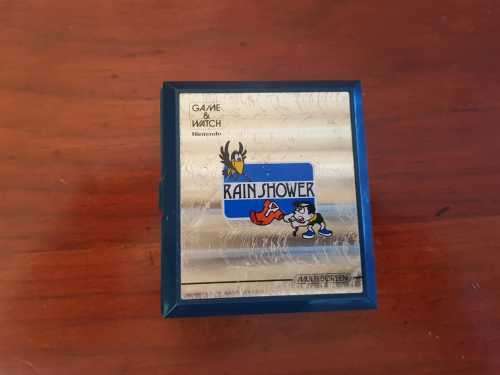 GAME
&
WATCH
Nintendo
RAIN SHOWER
MULTI SCREEN